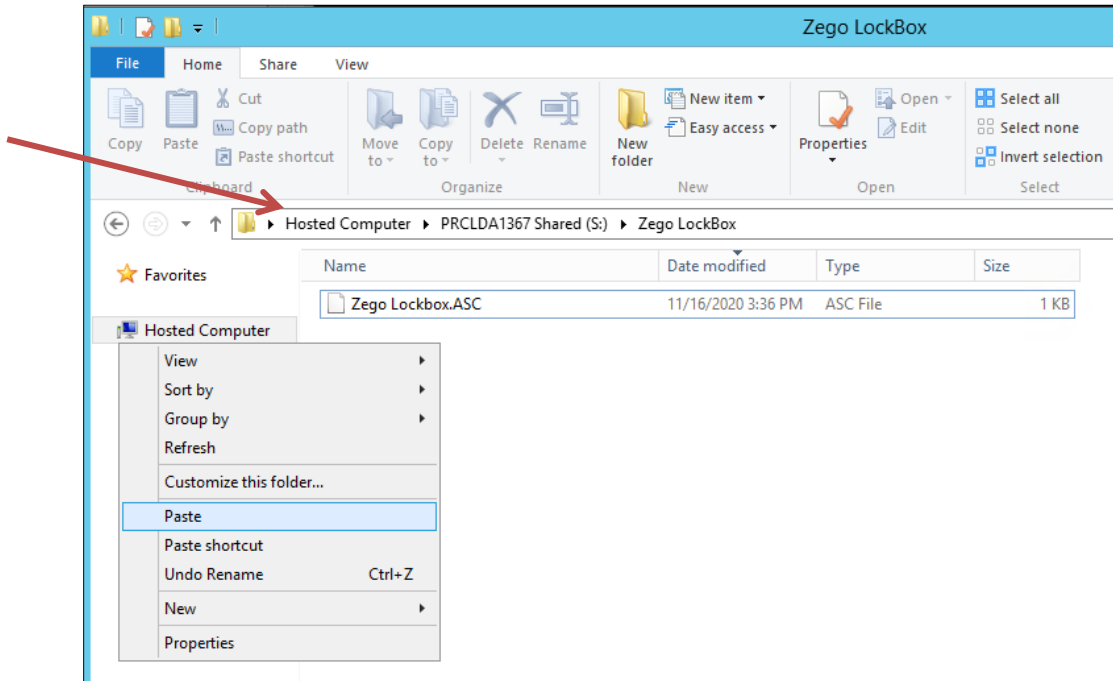 Zego LockBox
File Home Share View
Cut
Copy path
Paste shortcut
Copy Paste
Clipboard
Move to
Copy to
Delete Rename
Organize
New folder
New item
Easy access
New
Properties
Open
Edit
Open
Select all
Select none
Invert selection
Select
Hosted Computer PRCLDA1367 Shared (S:) Zego LockBox
Favorites
Hosted Computer
Name Date modified Type Size
Zego Lockbox.ASC 11/16/2020 3:36 PM ASC File 1 KB
View
Sort by
Group by
Refresh
Customize this folder...
Paste
Paste shortcut
Undo Rename Ctrl+Z
New
Properties